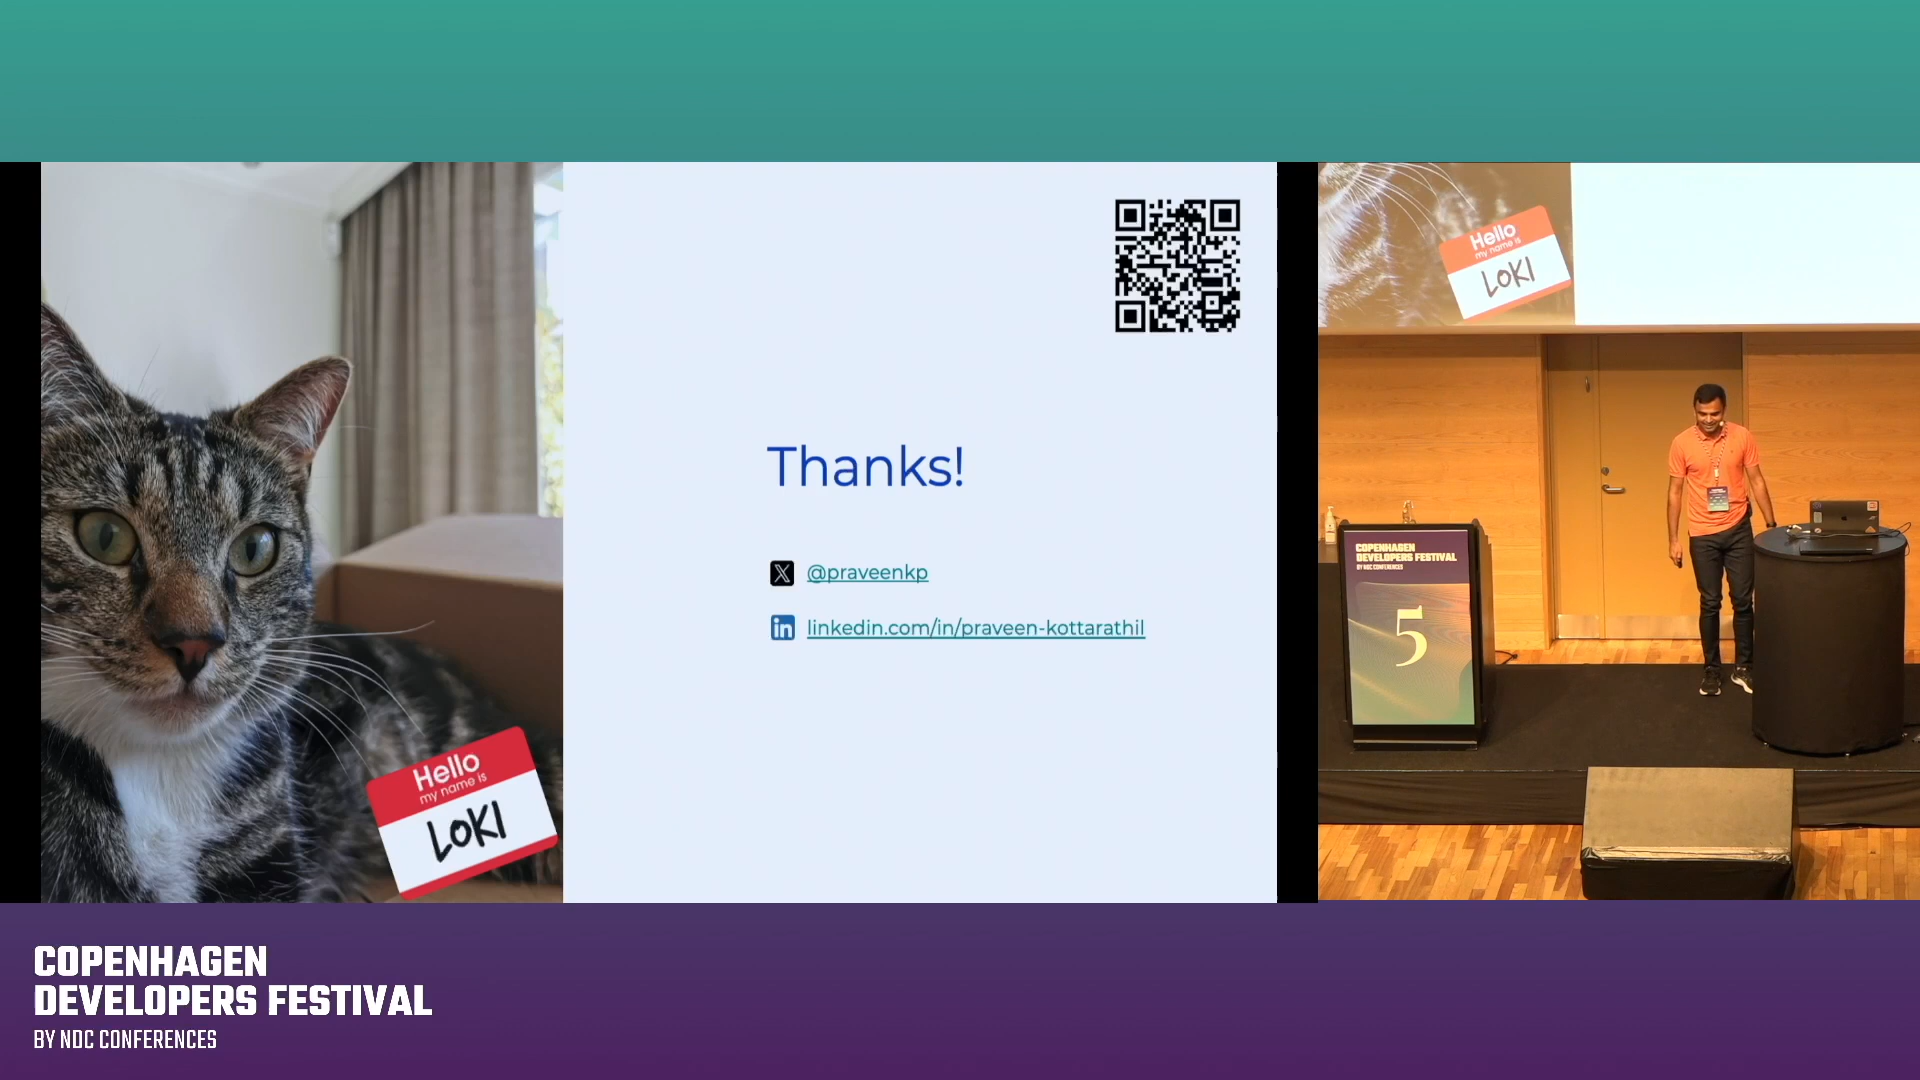 Hello
my name is
LOKI
Thanks!
@praveenkp
linkedin.com/in/praveen-kottarathil
Hello
my name is
LOKI
COPENHAGEN
DEVELOPERS FESTIVAL
BY NDC CONFERENCES
5
COPENHAGEN
DEVELOPERS FESTIVAL
BY NDC CONFERENCES